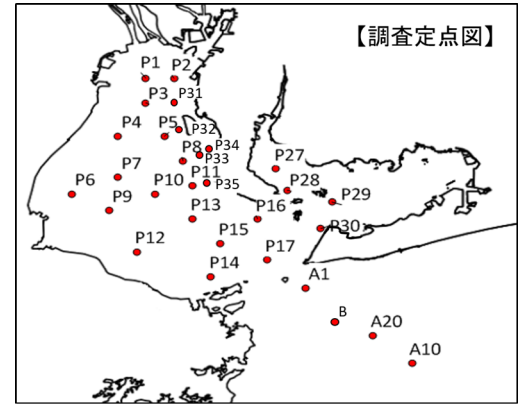 【調査定点図】
P1 P2
P3 P31
P4 P5 P32
P34
P8 P33
P27
P7 P11 P35
P28
P6 P10 P29
P9 P13 P16
P30
P15
P12 P17
P14
A1
B
A20
A10